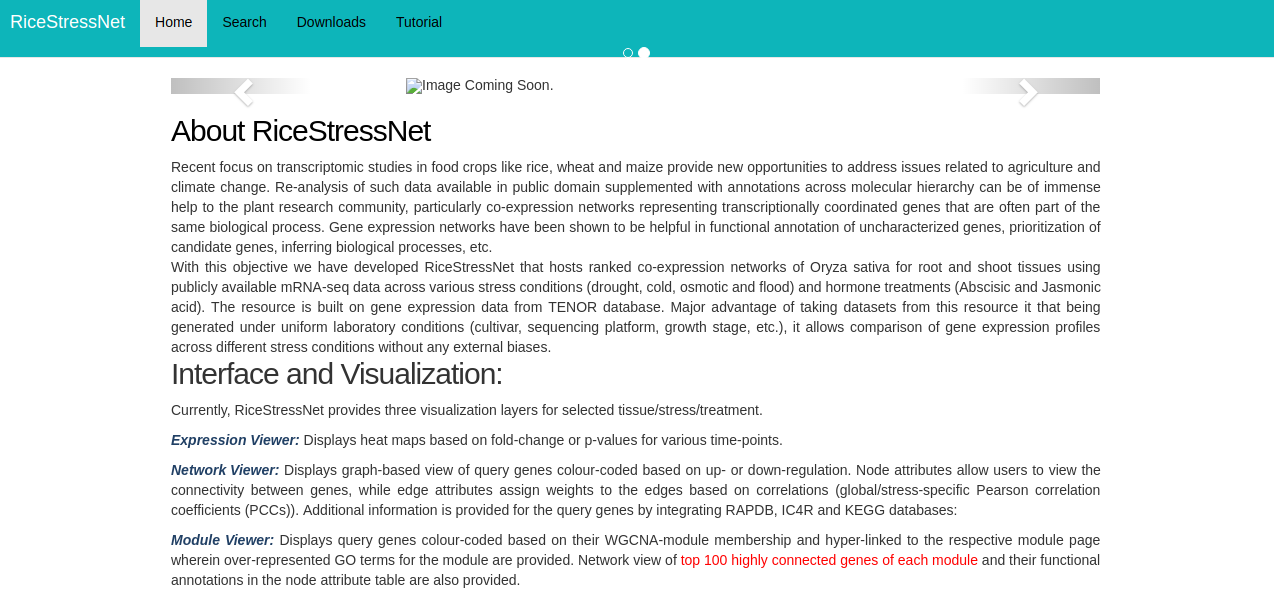 RiceStressNet Home Search Downloads Tutorial
Image Coming Soon.
About RiceStressNet
Recent focus on transcriptomic studies in food crops like rice, wheat and maize provide new opportunities to address issues related to agriculture and
climate change. Re-analysis of such data available in public domain supplemented with annotations across molecular hierarchy can be of immense
help to the plant research community, particularly co-expression networks representing transcriptionally coordinated genes that are often part of the
same biological process. Gene expression networks have been shown to be helpful in functional annotation of uncharacterized genes, prioritization of
candidate genes, inferring biological processes, etc.
With this objective we have developed RiceStressNet that hosts ranked co-expression networks of Oryza sativa for root and shoot tissues using
publicly available mRNA-seq data across various stress conditions (drought, cold, osmotic and flood) and hormone treatments (Abscisic and Jasmonic
acid). The resource is built on gene expression data from TENOR database. Major advantage of taking datasets from this resource it that being
generated under uniform laboratory conditions (cultivar, sequencing platform, growth stage, etc.), it allows comparison of gene expression profiles
across different stress conditions without any external biases.
Interface and Visualization:
Currently, RiceStressNet provides three visualization layers for selected tissue/stress/treatment.
Expression Viewer: Displays heat maps based on fold-change or p-values for various time-points.
Network Viewer: Displays graph-based view of query genes colour-coded based on up- or down-regulation. Node attributes allow users to view the
connectivity between genes, while edge attributes assign weights to the edges based on correlations (global/stress-specific Pearson correlation
coefficients (PCCs)). Additional information is provided for the query genes by integrating RAPDB, IC4R and KEGG databases:
Module Viewer: Displays query genes colour-coded based on their WGCNA-module membership and hyper-linked to the respective module page
wherein over-represented GO terms for the module are provided. Network view of top 100 highly connected genes of each module and their functional
annotations in the node attribute table are also provided.